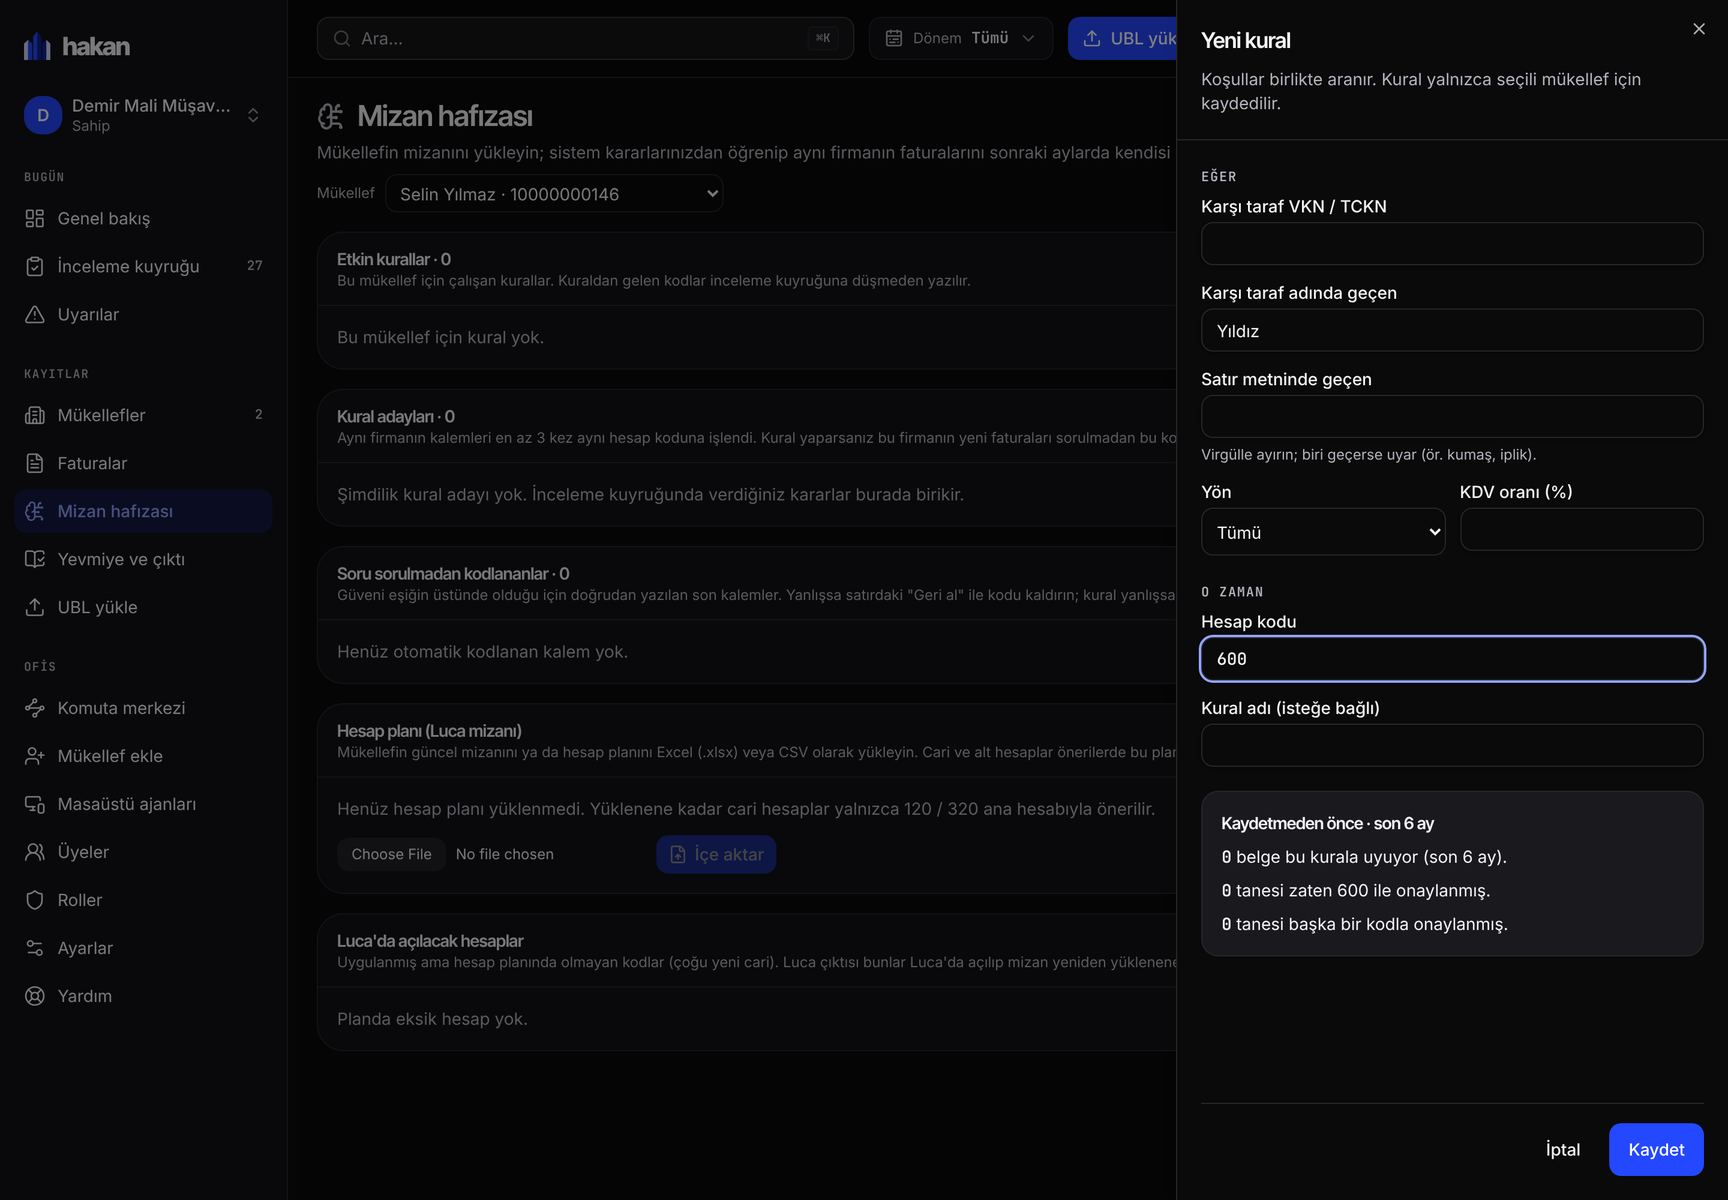 hakan
D
Demir Mali Müşav...
Sahip
BUGÜN
Genel bakış
İnceleme kuyruğu 27
Uyarılar
KAYITLAR
Mükellefler 2
Faturalar
Mizan hafızası
Yevmiye ve çıktı
UBL yükle
OFİS
Komuta merkezi
Mükellef ekle
Masaüstü ajanları
Üyeler
Roller
Ayarlar
Yardım
Ara... ⌘K
Dönem Tümü
UBL yük
Mizan hafızası
Mükellefin mizanını yükleyin; sistem kararlarınızdan öğrenip aynı firmanın faturalarını sonraki aylarda kendisi
Mükellef
Selin Yılmaz · 10000000146
Etkin kurallar · 0
Bu mükellef için çalışan kurallar. Kuraldan gelen kodlar inceleme kuyruğuna düşmeden yazılır.
Bu mükellef için kural yok.
Kural adayları · 0
Aynı firmanın kalemleri en az 3 kez aynı hesap koduna işlendi. Kural yaparsanız bu firmanın yeni faturaları sorulmadan bu ko
Şimdilik kural adayı yok. İnceleme kuyruğunda verdiğiniz kararlar burada birikir.
Soru sorulmadan kodlananlar · 0
Güveni eşiğin üstünde olduğu için doğrudan yazılan son kalemler. Yanlışsa satırdaki "Geri al" ile kodu kaldırın; kural yanlışsa
Henüz otomatik kodlanan kalem yok.
Hesap planı (Luca mizanı)
Mükellefin güncel mizanını ya da hesap planını Excel (.xlsx) veya CSV olarak yükleyin. Cari ve alt hesaplar önerilerde bu plan
Henüz hesap planı yüklenmedi. Yüklenene kadar cari hesaplar yalnızca 120 / 320 ana hesabıyla önerilir.
Choose File No file chosen
İçe aktar
Luca'da açılacak hesaplar
Uygulanmış ama hesap planında olmayan kodlar (çoğu yeni cari). Luca çıktısı bunlar Luca'da açılıp mizan yeniden yüklenene
Planda eksik hesap yok.
Yeni kural
Koşullar birlikte aranır. Kural yalnızca seçili mükellef için
kaydedilir.
EĞER
Karşı taraf VKN / TCKN
Karşı taraf adında geçen
Yıldız
Satır metninde geçen
Virgülle ayırın; biri geçerse uyar (ör. kumaş, iplik).
Yön
KDV oranı (%)
Tümü
O ZAMAN
Hesap kodu
600
Kural adı (isteğe bağlı)
Kaydetmeden önce · son 6 ay
0 belge bu kurala uyuyor (son 6 ay).
0 tanesi zaten 600 ile onaylanmış.
0 tanesi başka bir kodla onaylanmış.
İptal
Kaydet